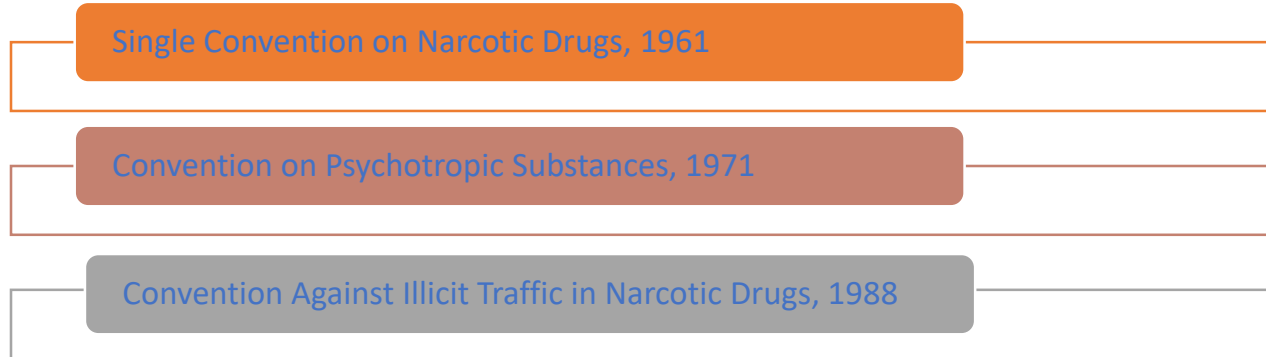 Single Convention on Narcotic Drugs, 1961
Convention on Psychotropic Substances, 1971
Convention Against Illicit Traffic in Narcotic Drugs, 1988